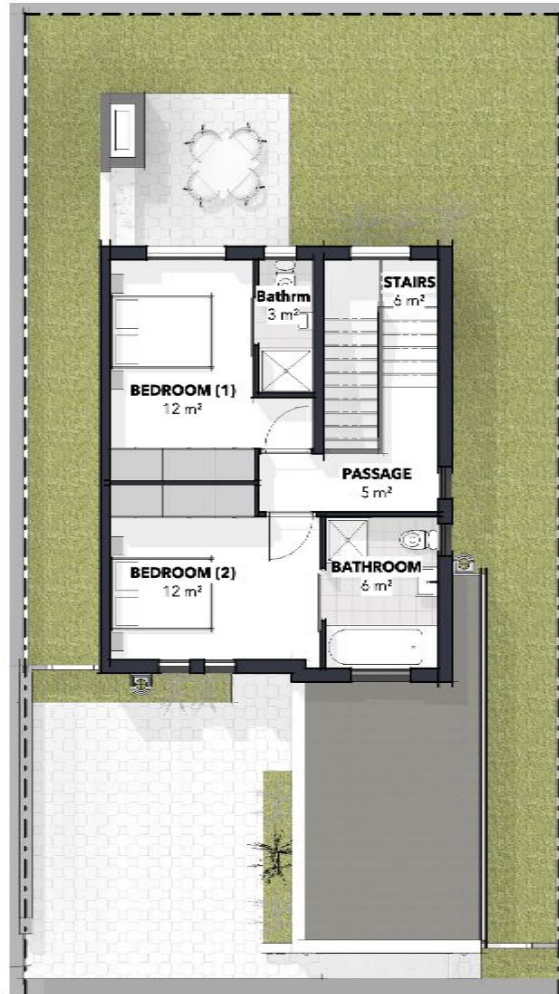 STAIRS
6 m²
Bathrm
3 m²
BEDROOM (1)
12 m²
PASSAGE
5 m²
BEDROOM (2)
12 m²
BATHROOM
6 m²